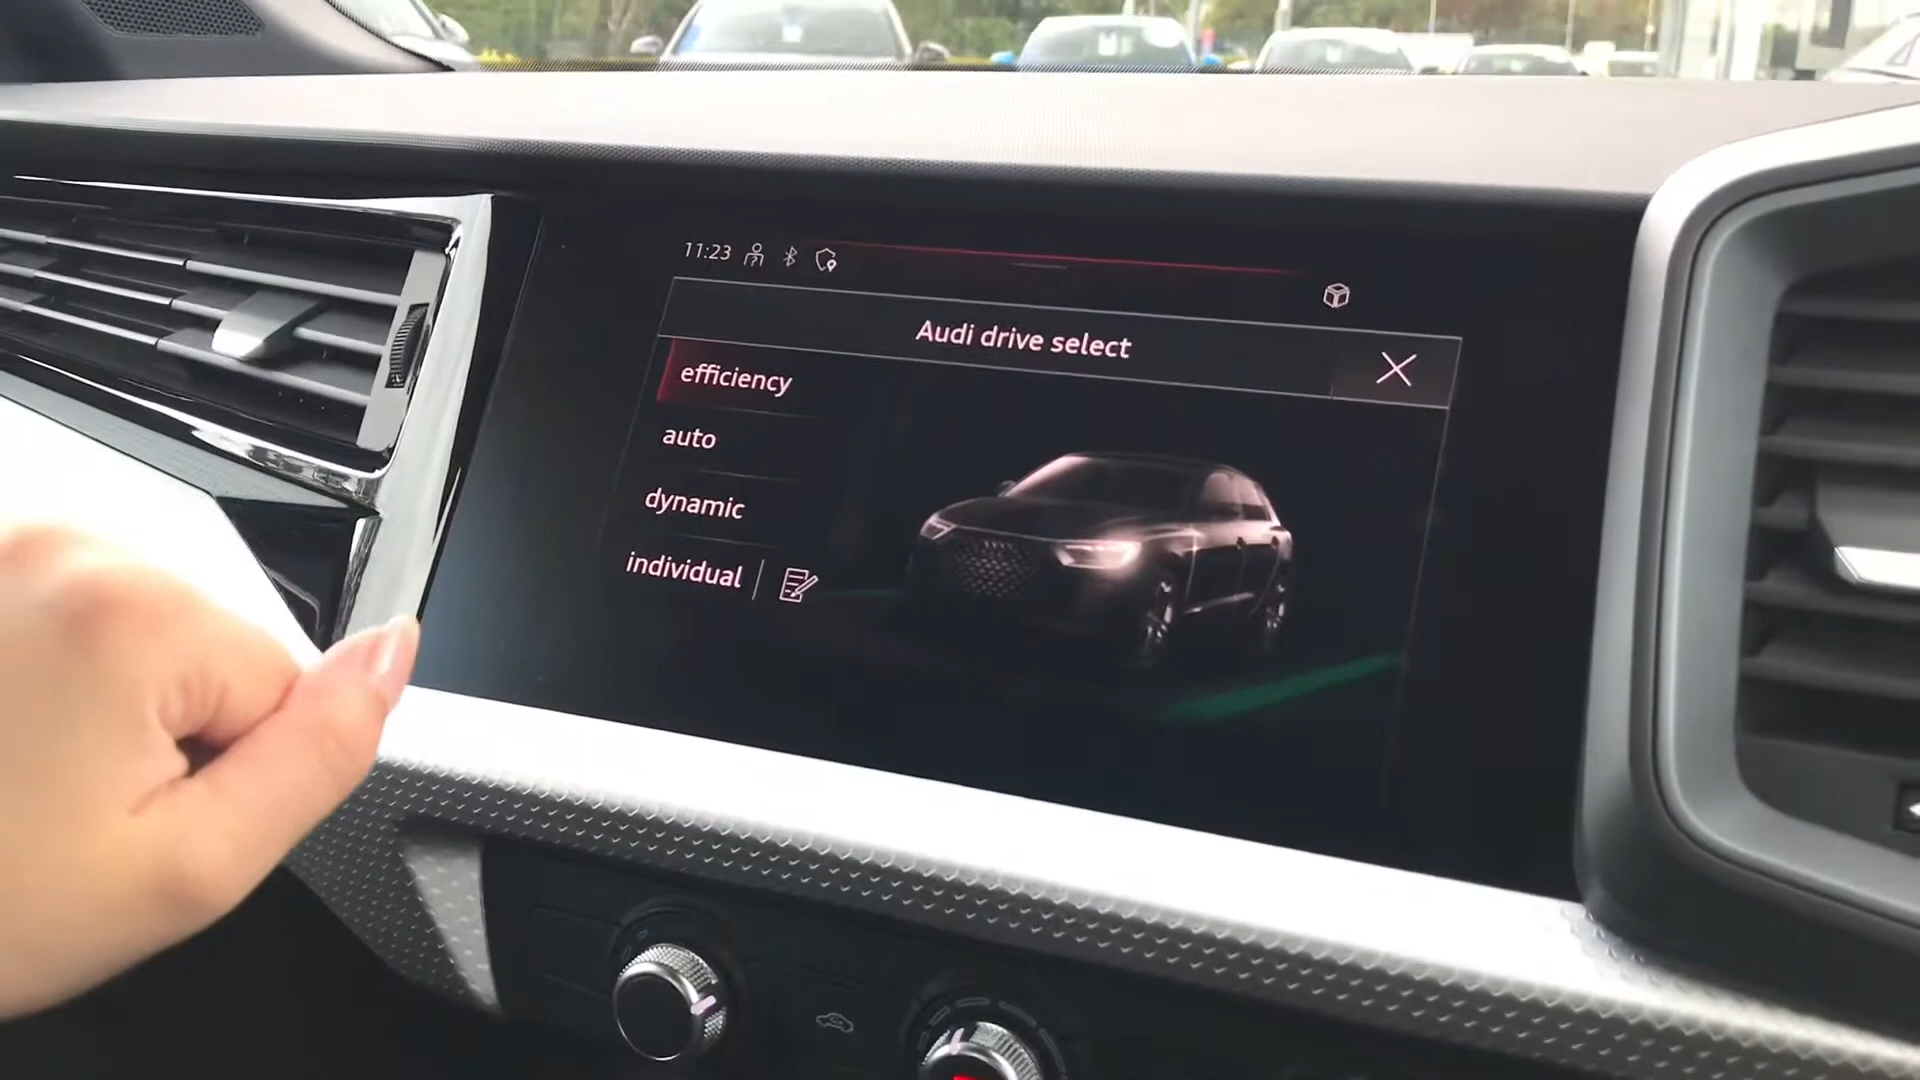 11:23
Audi drive select
efficiency
auto
dynamic
individual